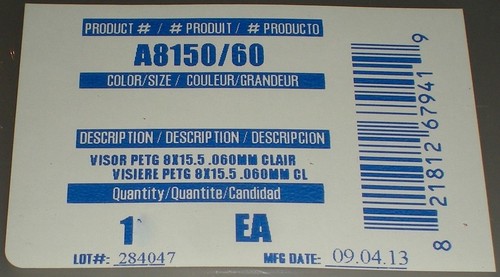 PRODUCT # / # PRODUIT / # PRODUCTO
A8150/60
COLOR/SIZE / COULEUR/GRANDEUR
DESCRIPTION / DESCRIPTION / DESCRIPCION
VISOR PETG 8X15.5 .060MM CLAIR
VISIERE PETG 8X15.5 .060MM CL
Quantity/Quantite/Candidad
1 EA
LOT#: 284047 MFG DATE: 09.04.13
8 21812 67941 9